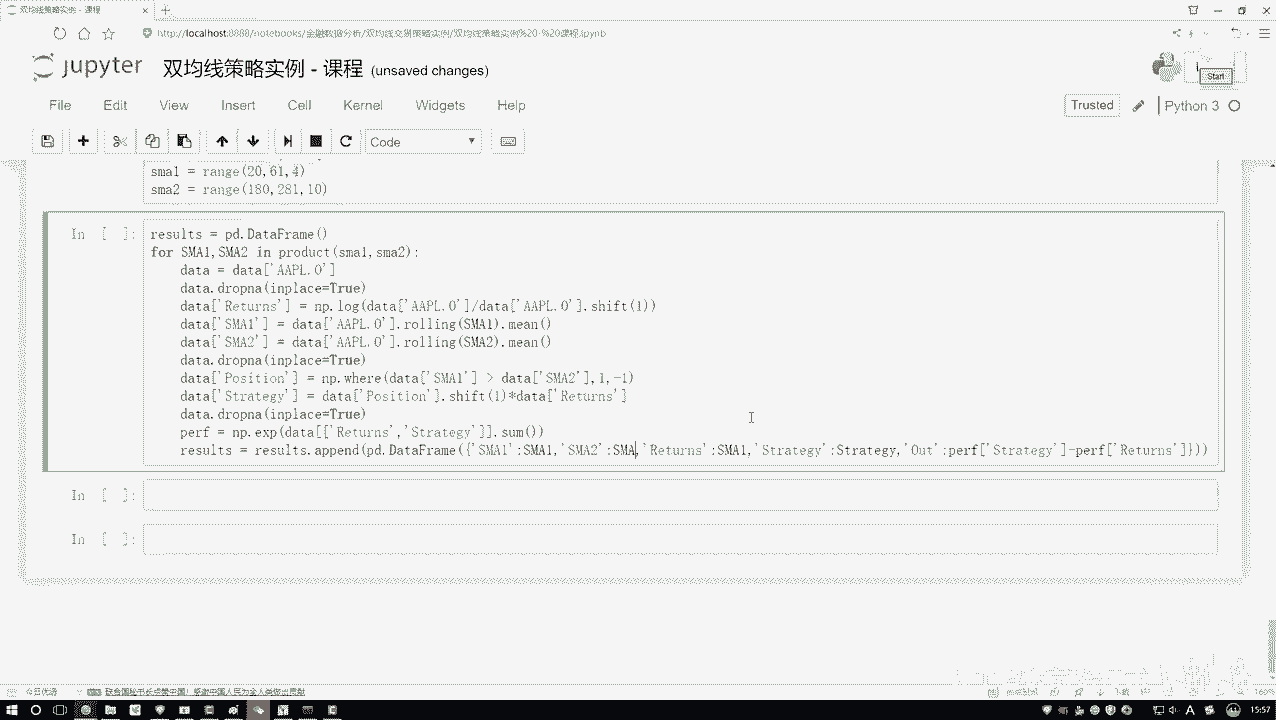 双均线策略实例 - 课程
http://localhost:8888/notebooks/金融数据分析/双均线交易策略实例/双均线策略实例%20-%20课程.ipynb
jupyter 双均线策略实例 - 课程 (unsaved changes)
Start
File Edit View Insert Cell Kernel Widgets Help
Trusted Python 3
Code
sma1 = range(20,61,4)
sma2 = range(180,281,10)
In [ ]:
results = pd.DataFrame()
for SMA1,SMA2 in product(sma1,sma2):
data = data['AAPL.O']
data.dropna(inplace=True)
data['Returns'] = np.log(data['AAPL.O']/data['AAPL.O'].shift(1))
data['SMA1'] = data['AAPL.O'].rolling(SMA1).mean()
data['SMA2'] = data['AAPL.O'].rolling(SMA2).mean()
data.dropna(inplace=True)
data['Position'] = np.where(data['SMA1'] > data['SMA2'],1,-1)
data['Strategy'] = data['Position'].shift(1)*data['Returns']
data.dropna(inplace=True)
perf = np.exp(data[['Returns','Strategy']].sum())
results = results.append(pd.DataFrame({'SMA1':SMA1,'SMA2':SMA,'Returns':SMA1,'Strategy':Strategy,'Out':perf['Strategy']-perf['Returns']}))
In [ ]:
In [ ]:
15:57